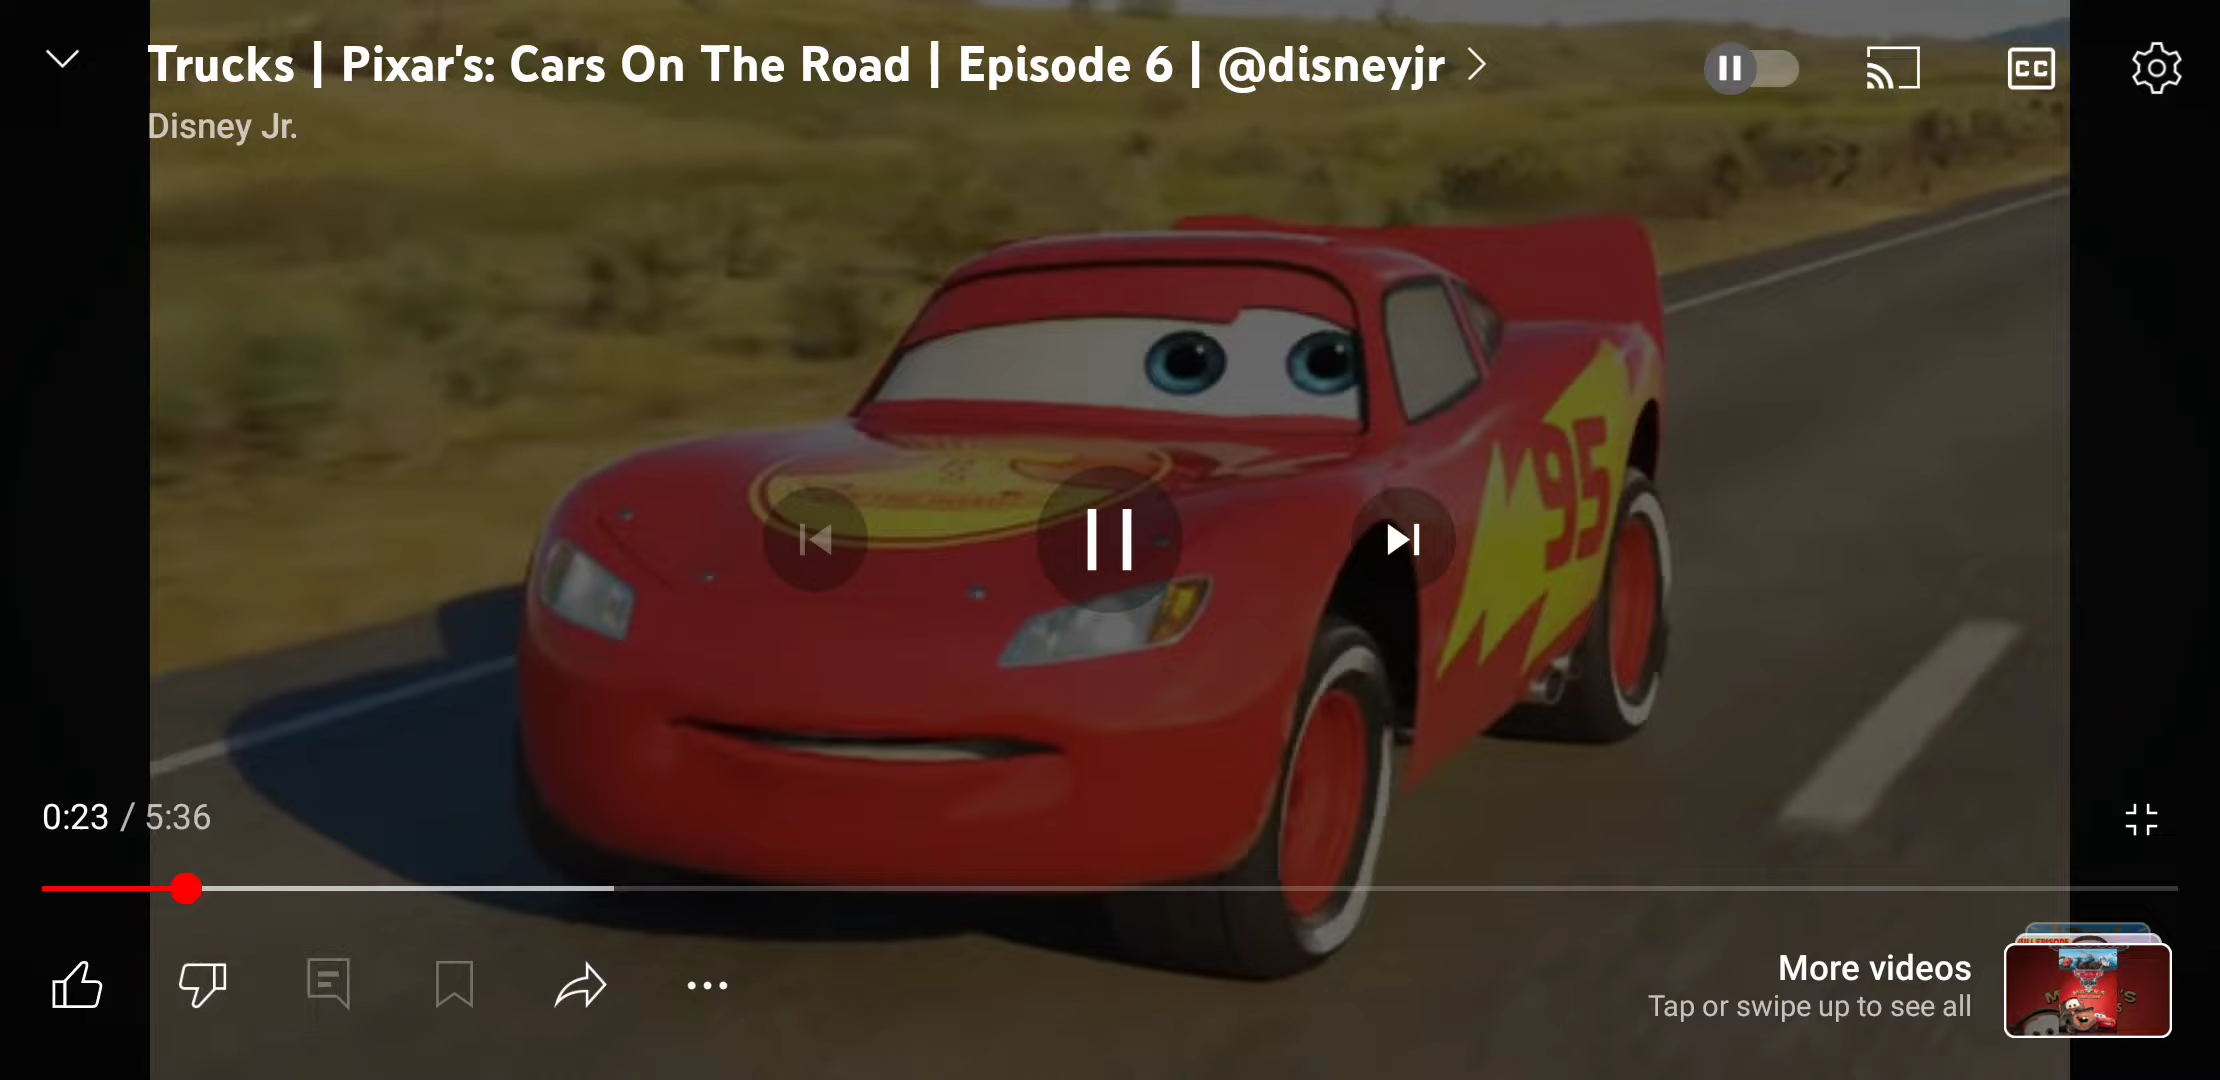 Trucks | Pixar's: Cars On The Road | Episode 6 | @disneyjr
Disney Jr.
CC
95
0:23 / 5:36
More videos
Tap or swipe up to see all